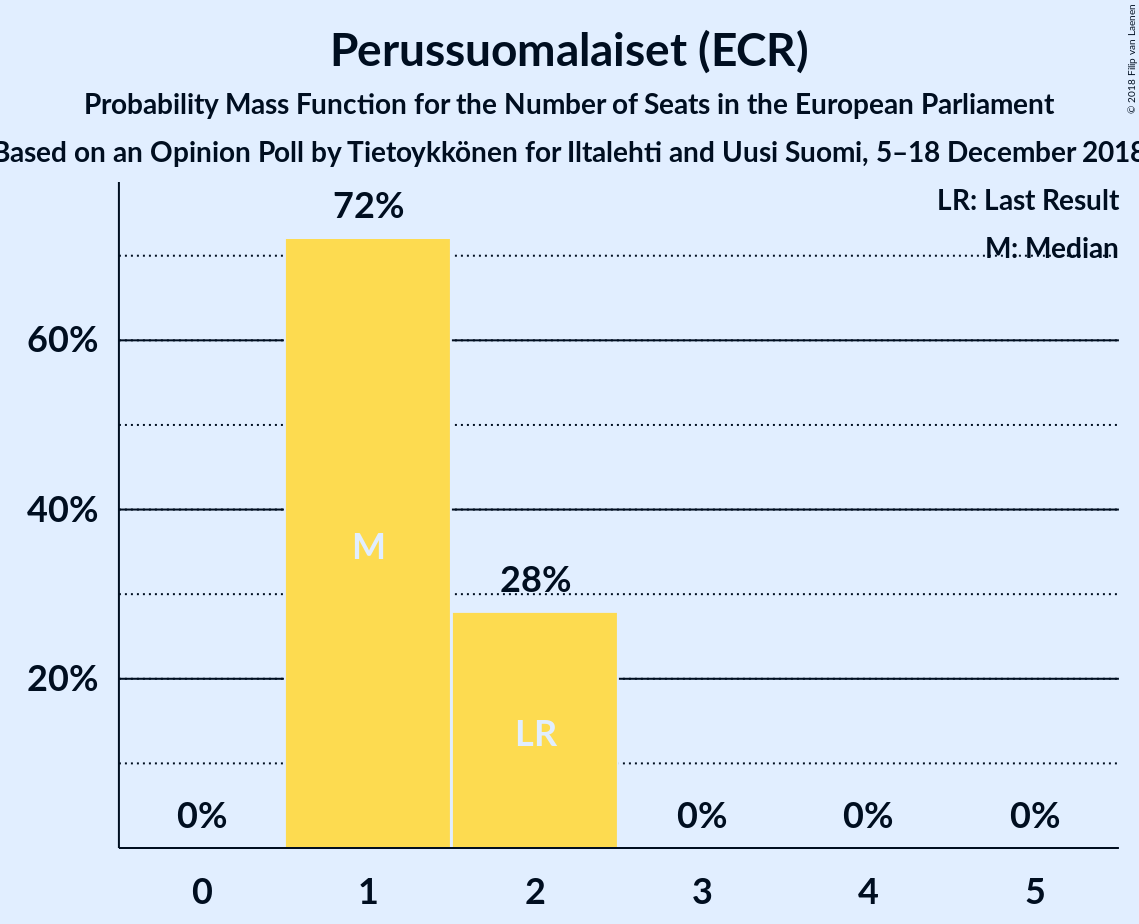 Perussuomalaiset (ECR)
Probability Mass Function for the Number of Seats in the European Parliament
Based on an Opinion Poll by Tietoykkönen for Iltalehti and Uusi Suomi, 5–18 December 2018
© 2018 Filip van Laenen
LR: Last Result
M: Median
72%
60%
40%
M
28%
20%
LR
0%
0%
0%
0%
0
1
2
3
4
5